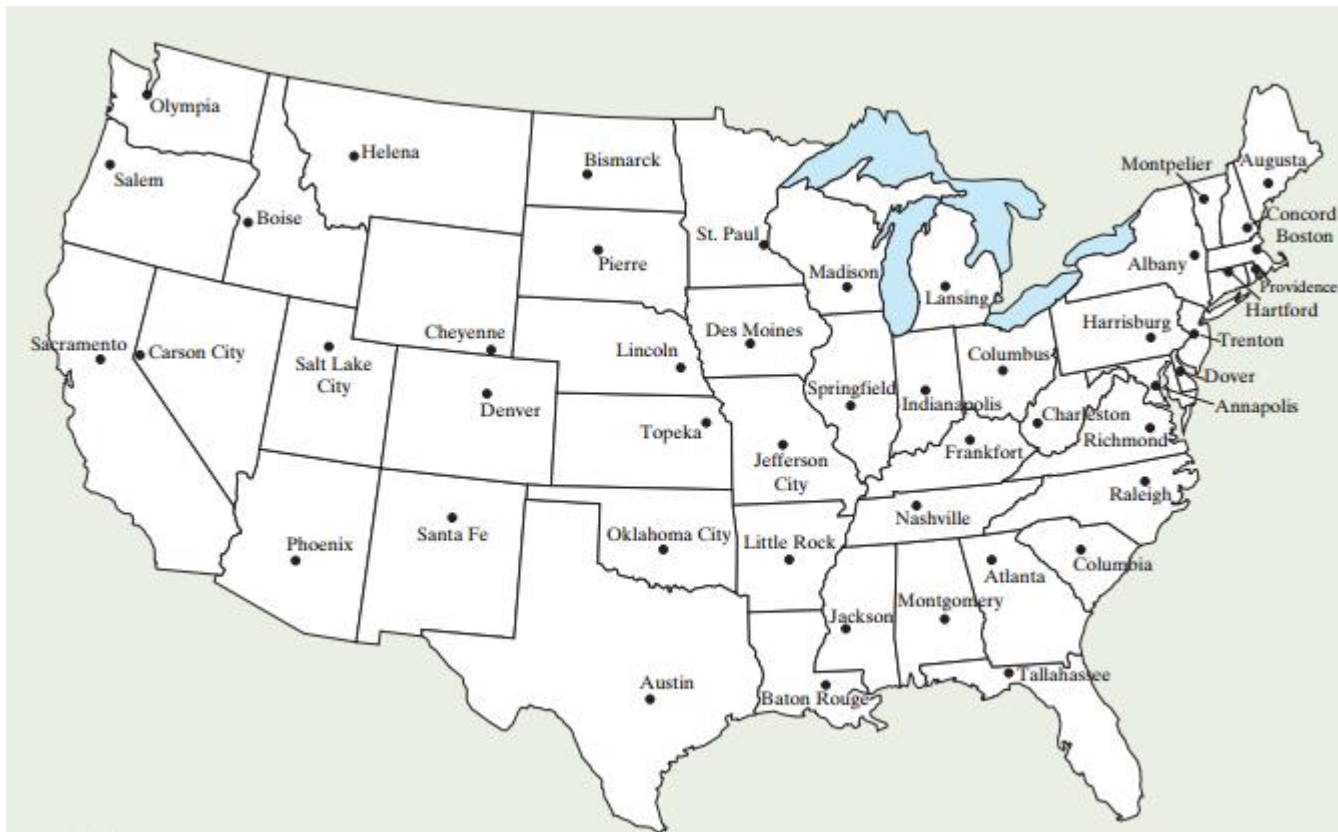 Olympia
Helena
Bismarck
Montpelier
Augusta
Salem
Boise
Concord
St. Paul
Boston
Pierre
Madison
Albany
Lansing
Providence
Hartford
Cheyenne
Des Moines
Harrisburg
Sacramento
Carson City
Lincoln
Columbus
Trenton
Salt Lake
City
Springfield
Dover
Denver
Indianapolis
Annapolis
Charleston
Topeka
Richmond
Jefferson
City
Frankfort
Raleigh
Nashville
Santa Fe
Oklahoma City
Little Rock
Phoenix
Columbia
Atlanta
Montgomery
Jackson
Tallahassee
Austin
Baton Rouge